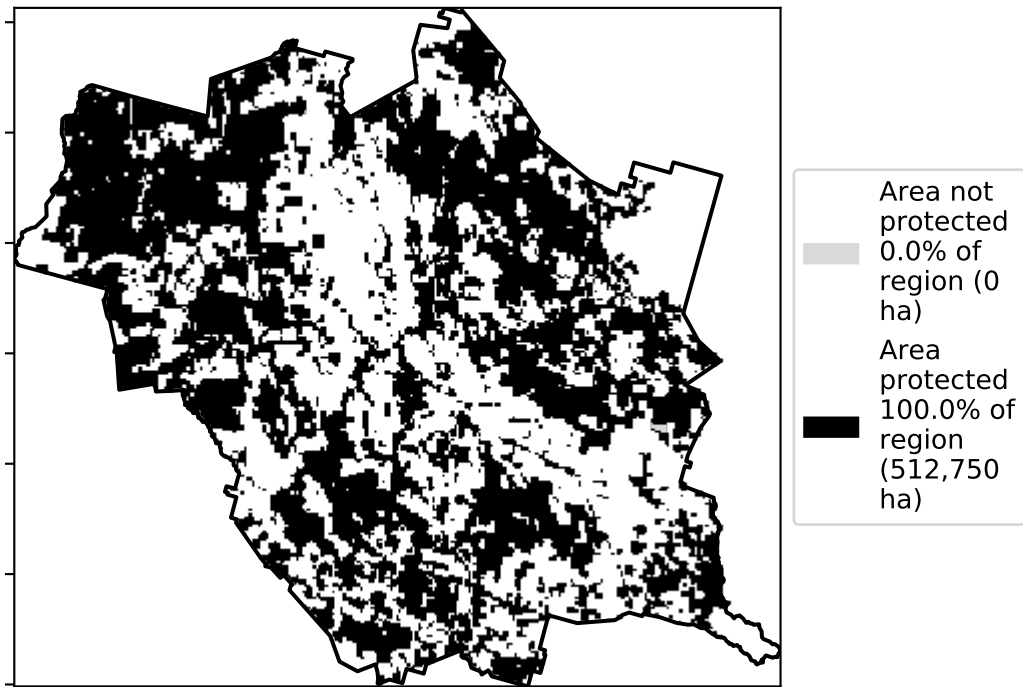 Area not
protected
0.0% of
region (0
ha)
Area
protected
100.0% of
region
(512,750
ha)